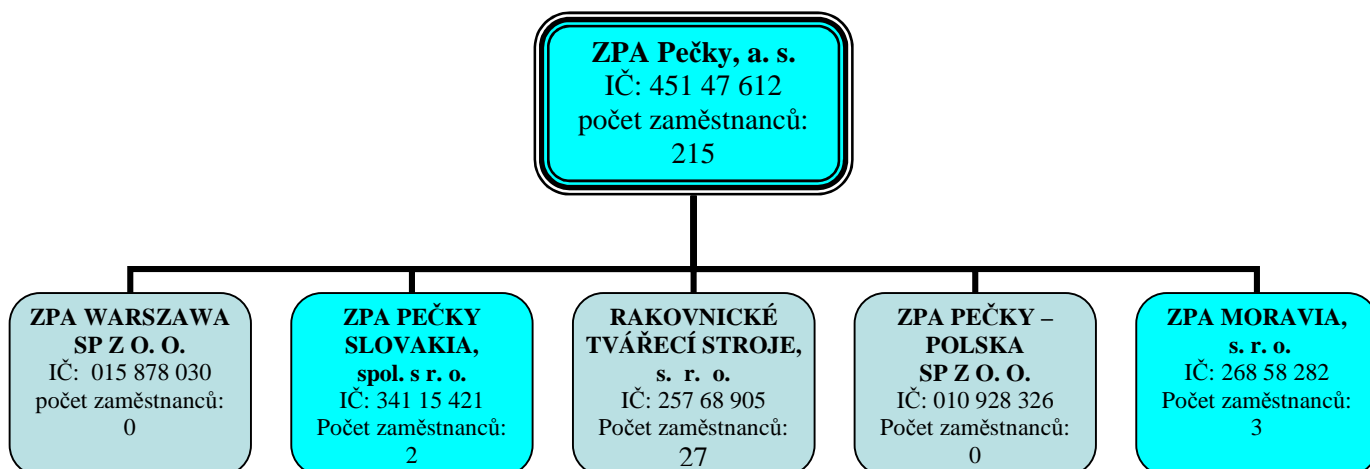 ZPA Pečky, a. s.
IČ: 451 47 612
počet zaměstnanců:
215
ZPA WARSZAWA
SP Z O. O.
IČ: 015 878 030
počet zaměstnanců:
0
ZPA PEČKY
SLOVAKIA,
spol. s r. o.
IČ: 341 15 421
Počet zaměstnanců:
2
RAKOVNICKÉ
TVÁŘECÍ STROJE,
s. r. o.
IČ: 257 68 905
Počet zaměstnanců:
27
ZPA PEČKY –
POLSKA
SP Z O. O.
IČ: 010 928 326
Počet zaměstnanců:
0
ZPA MORAVIA,
s. r. o.
IČ: 268 58 282
Počet zaměstnanců:
3